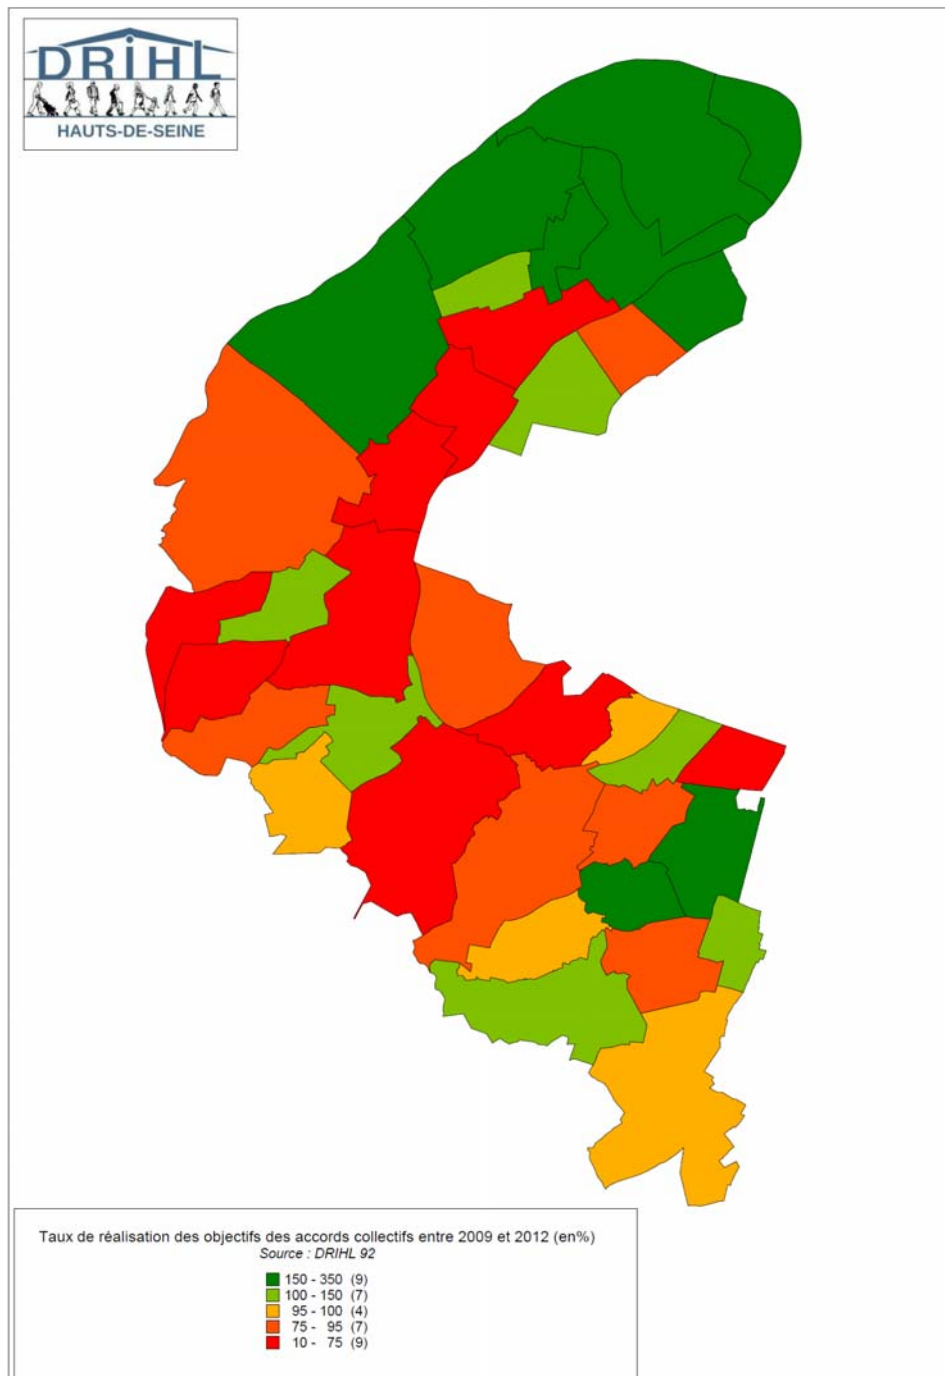 DRIHL
HAUTS-DE-SEINE
Taux de réalisation des objectifs des accords collectifs entre 2009 et 2012 (en%)
Source : DRIHL 92
150 - 350 (9)
100 - 150 (7)
95 - 100 (4)
75 - 95 (7)
10 - 75 (9)